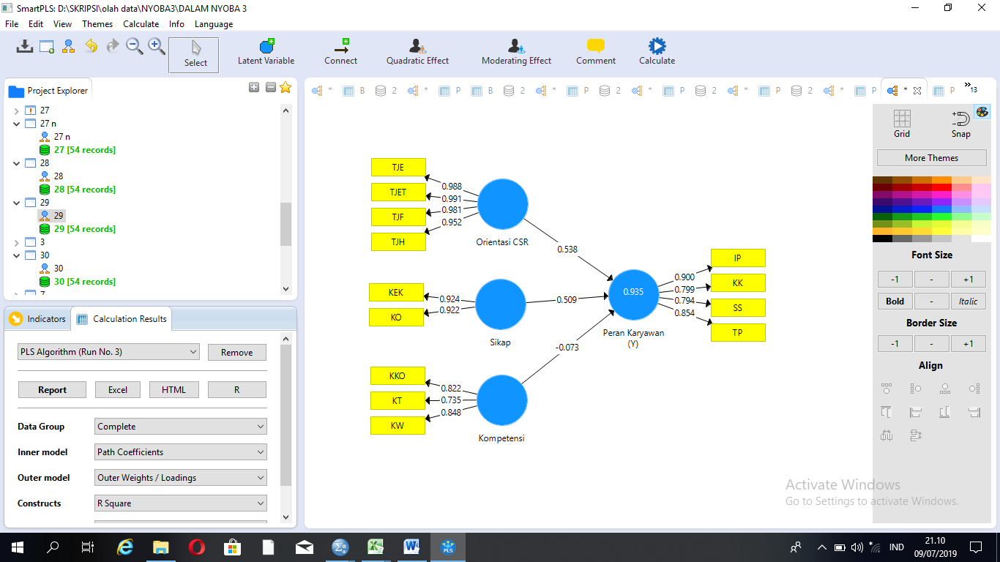 SmartPLS: D:\SKRIPSI\olah data\NYOBA3\DALAM NYOBA 3
File Edit View Themes Calculate Info Language
Select
Latent Variable
Connect
Quadratic Effect
Moderating Effect
Comment
Calculate
Project Explorer
27
27 n
27 n
27 [54 records]
28
28
28 [54 records]
29
29
29 [54 records]
3
30
30
30 [54 records]
Indicators
Calculation Results
PLS Algorithm (Run No. 3)
Remove
Report
Excel
HTML
R
Data Group
Complete
Inner model
Path Coefficients
Outer model
Outer Weights / Loadings
Constructs
R Square
* B 2 * P B 2 * P 2 * P 2 * P 2 * P * P »13
TJE
TJET
TJF
TJH
0.988
0.991
0.981
0.952
Orientasi CSR
0.538
KEK
KO
0.924
0.922
Sikap
0.509
KKO
KT
KW
0.822
0.735
0.848
Kompetensi
-0.073
0.935
Peran Karyawan
(Y)
0.900
0.799
0.794
0.854
IP
KK
SS
TP
Grid
Snap
More Themes
Font Size
-1 - +1
Bold - Italic
Border Size
-1 - +1
Align
Activate Windows
Go to Settings to activate Windows.
PLS
IND
21.10
09/07/2019